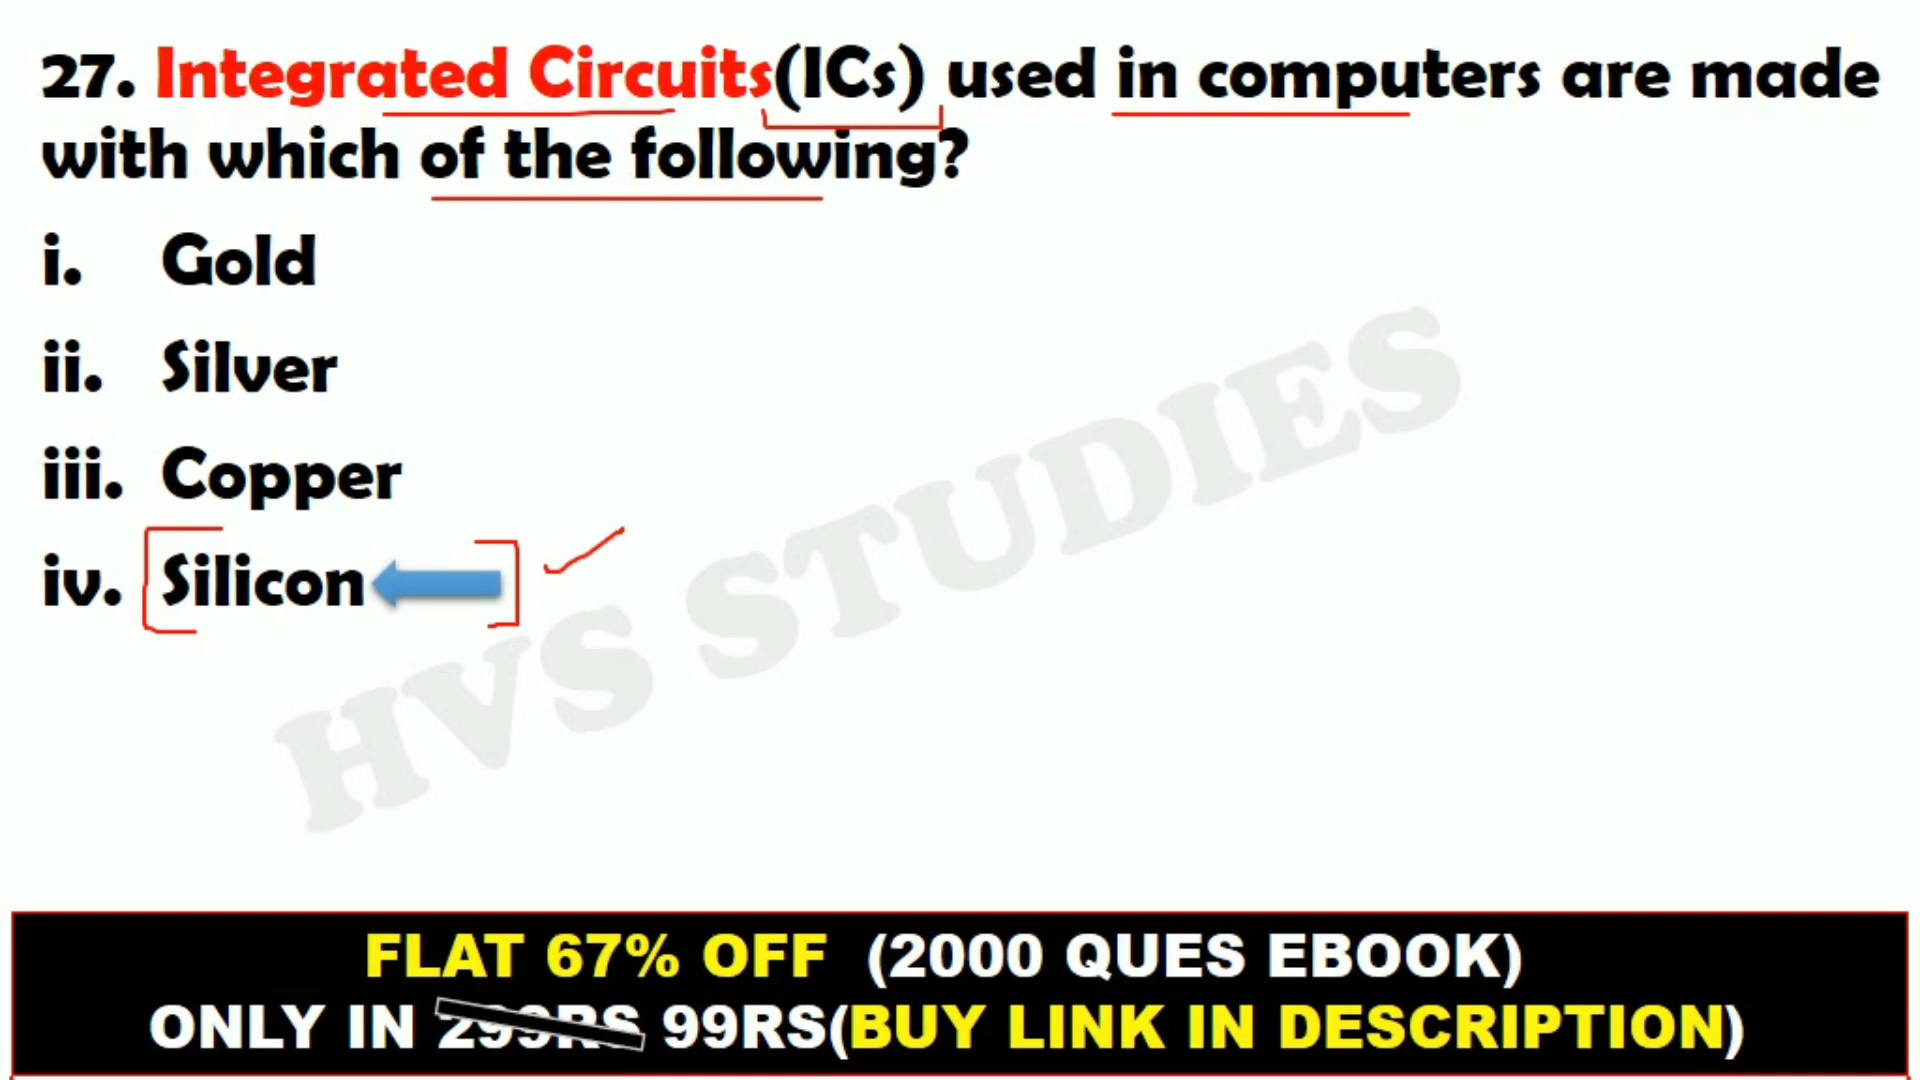 27. Integrated Circuits(ICs) used in computers are made
with which of the following?
i. Gold
ii. Silver
iii. Copper
iv. Silicon
HVS STUDIES
FLAT 67% OFF (2000 QUES EBOOK)
ONLY IN 299RS 99RS(BUY LINK IN DESCRIPTION)